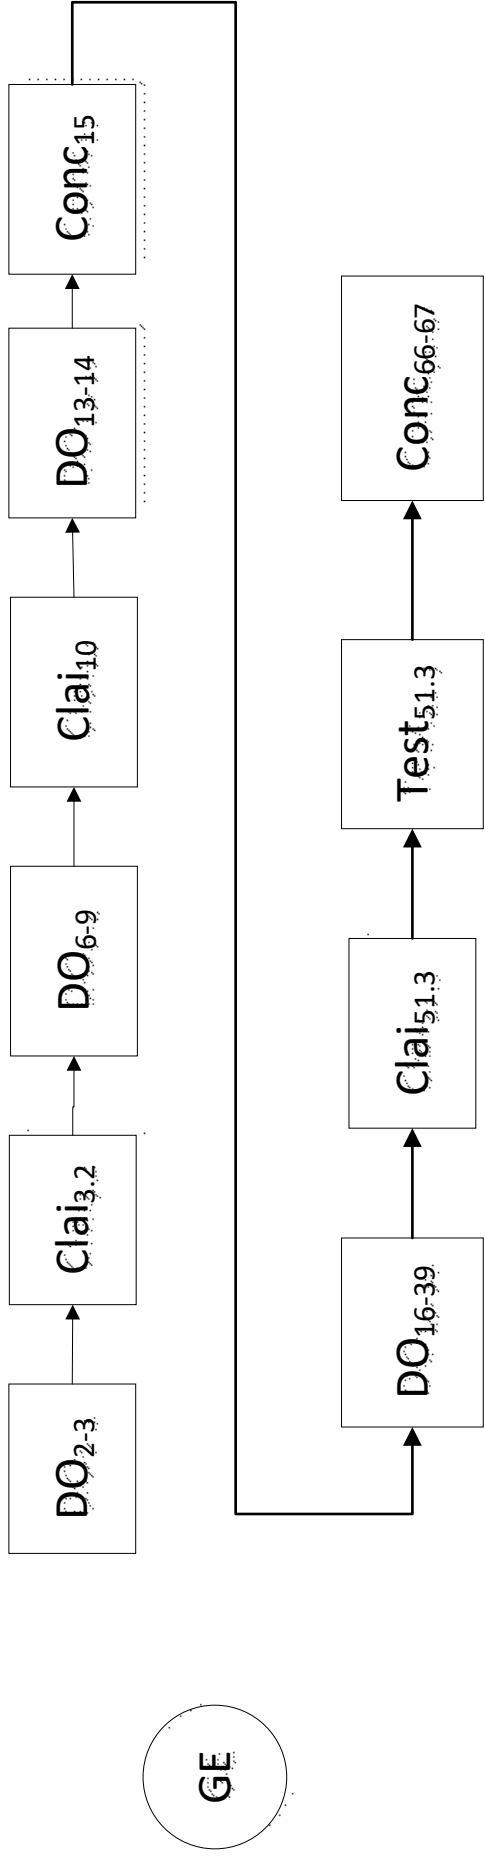 GE
DO2-3
Clai3.2
DO6-9
Clai10
DO13-14
Conc15
DO16-39
Clai51.3
Test51.3
Conc66-67